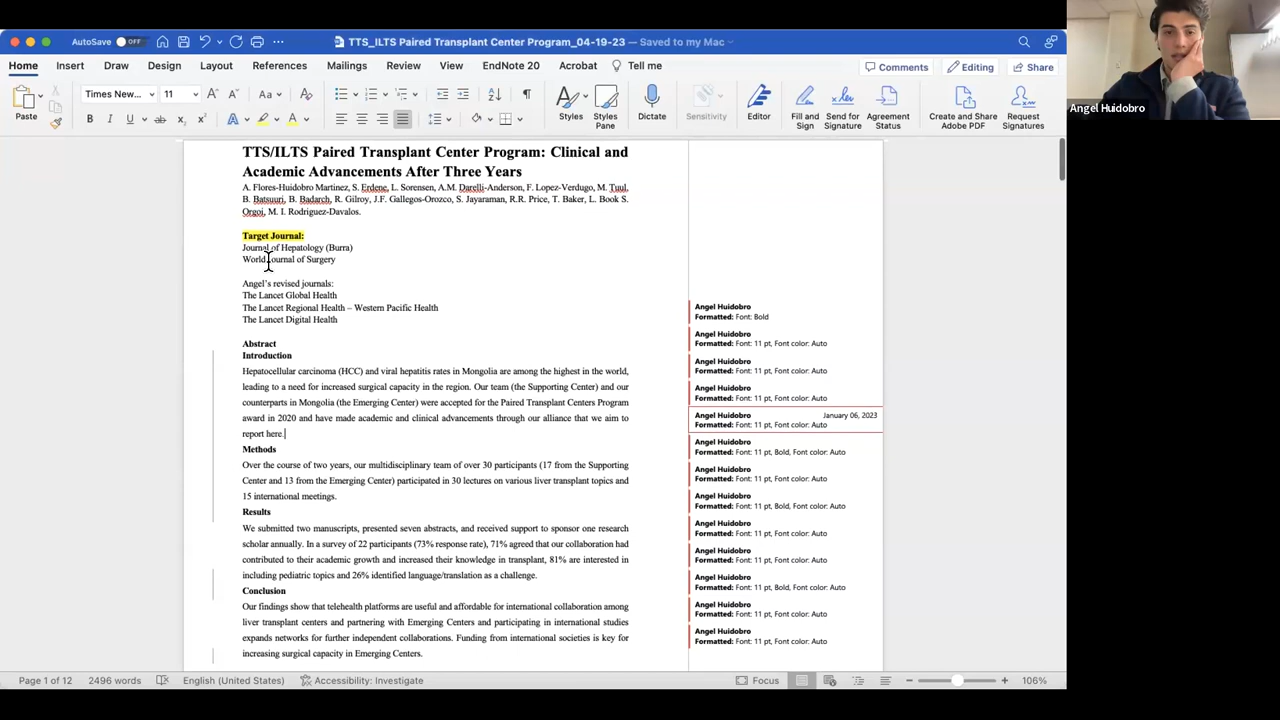 AutoSave OFF
TTS_ILTS Paired Transplant Center Program_04-19-23 — Saved to my Mac
Home Insert Draw Design Layout References Mailings Review View EndNote 20 Acrobat Tell me
Comments Editing Share
Paste
Times New... 11
Styles
Styles Pane
Dictate
Sensitivity
Editor
Fill and Sign
Send for Signature
Agreement Status
Create and Share Adobe PDF
Request Signatures
Angel Huidobro
TTS/ILTS Paired Transplant Center Program: Clinical and
Academic Advancements After Three Years
A. Flores-Huidobro Martinez, S. Erdene, L. Sorensen, A.M. Darelli-Anderson, F. Lopez-Verdugo, M. Tuul,
B. Batsuuri, B. Badarch, R. Gilroy, J.F. Gallegos-Orozco, S. Jayaraman, R.R. Price, T. Baker, L. Book S.
Orgoi, M. I. Rodriguez-Davalos.
Target Journal:
Journal of Hepatology (Burra)
World Journal of Surgery
Angel's revised journals:
The Lancet Global Health
The Lancet Regional Health – Western Pacific Health
The Lancet Digital Health
Abstract
Introduction
Hepatocellular carcinoma (HCC) and viral hepatitis rates in Mongolia are among the highest in the world,
leading to a need for increased surgical capacity in the region. Our team (the Supporting Center) and our
counterparts in Mongolia (the Emerging Center) were accepted for the Paired Transplant Centers Program
award in 2020 and have made academic and clinical advancements through our alliance that we aim to
report here.
Methods
Over the course of two years, our multidisciplinary team of over 30 participants (17 from the Supporting
Center and 13 from the Emerging Center) participated in 30 lectures on various liver transplant topics and
15 international meetings.
Results
We submitted two manuscripts, presented seven abstracts, and received support to sponsor one research
scholar annually. In a survey of 22 participants (73% response rate), 71% agreed that our collaboration had
contributed to their academic growth and increased their knowledge in transplant, 81% are interested in
including pediatric topics and 26% identified language/translation as a challenge.
Conclusion
Our findings show that telehealth platforms are useful and affordable for international collaboration among
liver transplant centers and partnering with Emerging Centers and participating in international studies
expands networks for further independent collaborations. Funding from international societies is key for
increasing surgical capacity in Emerging Centers.
Angel Huidobro
Formatted: Font: Bold
Angel Huidobro
Formatted: Font: 11 pt, Font color: Auto
Angel Huidobro
Formatted: Font: 11 pt, Font color: Auto
Angel Huidobro
Formatted: Font: 11 pt, Font color: Auto
Angel Huidobro January 06, 2023
Formatted: Font: 11 pt, Font color: Auto
Angel Huidobro
Formatted: Font: 11 pt, Bold, Font color: Auto
Angel Huidobro
Formatted: Font: 11 pt, Font color: Auto
Angel Huidobro
Formatted: Font: 11 pt, Bold, Font color: Auto
Angel Huidobro
Formatted: Font: 11 pt, Font color: Auto
Angel Huidobro
Formatted: Font: 11 pt, Font color: Auto
Angel Huidobro
Formatted: Font: 11 pt, Bold, Font color: Auto
Angel Huidobro
Formatted: Font: 11 pt, Font color: Auto
Angel Huidobro
Formatted: Font: 11 pt, Font color: Auto
Page 1 of 12 2496 words English (United States) Accessibility: Investigate Focus 106%